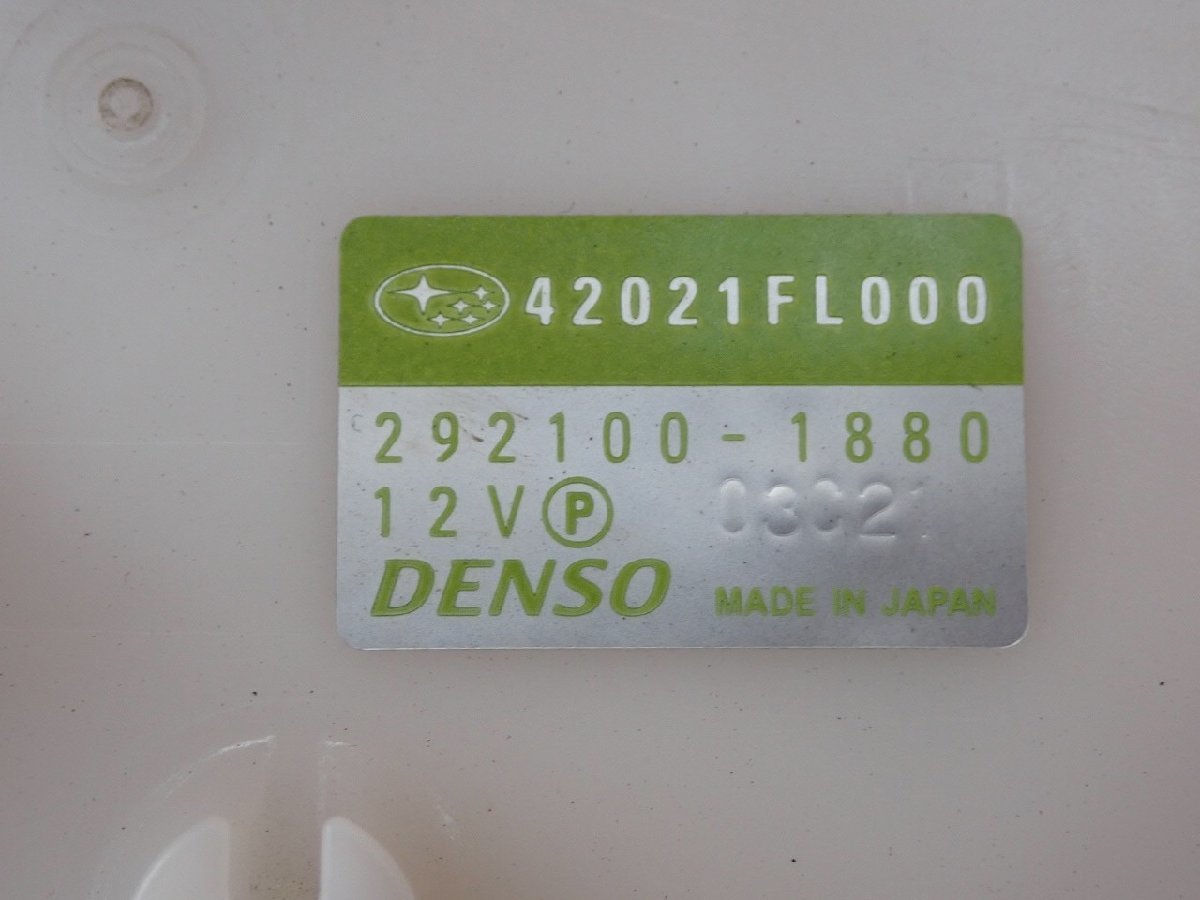 42021FL000
292100-1880
12V Ⓟ
DENSO MADE IN JAPAN